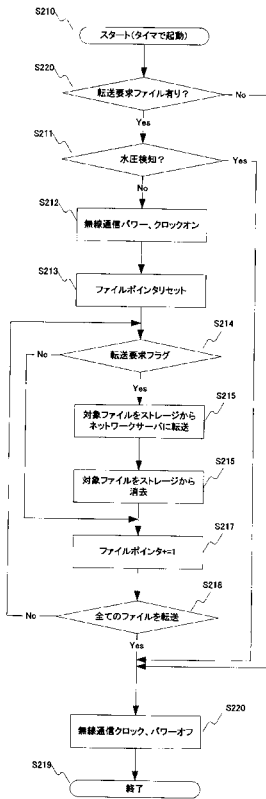 S210
スタート(タイマで起動)
S220
転送要求ファイル有り?
No
Yes
S211
水圧検知?
Yes
No
S212
無線通信パワー、クロックオン
S213
ファイルポインタリセット
S214
No
転送要求フラグ
Yes
S215
対象ファイルをストレージから
ネットワークサーバに転送
S215
対象ファイルをストレージから
消去
S217
ファイルポインタ+=1
S216
No
全てのファイルを転送
Yes
S220
無線通信クロック、パワーオフ
S219
終了